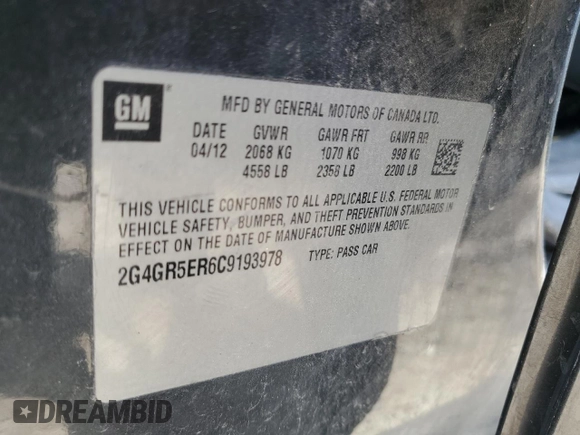 GM
®
MFD BY GENERAL MOTORS OF CANADA LTD.
DATE GVWR GAWR FRT GAWR RR
04/12 2068 KG 1070 KG 998 KG
4558 LB 2358 LB 2200 LB
THIS VEHICLE CONFORMS TO ALL APPLICABLE U.S. FEDERAL MOTOR
VEHICLE SAFETY, BUMPER, AND THEFT PREVENTION STANDARDS IN
EFFECT ON THE DATE OF MANUFACTURE SHOWN ABOVE.
2G4GR5ER6C9193978 TYPE: PASS CAR
DREAMBID